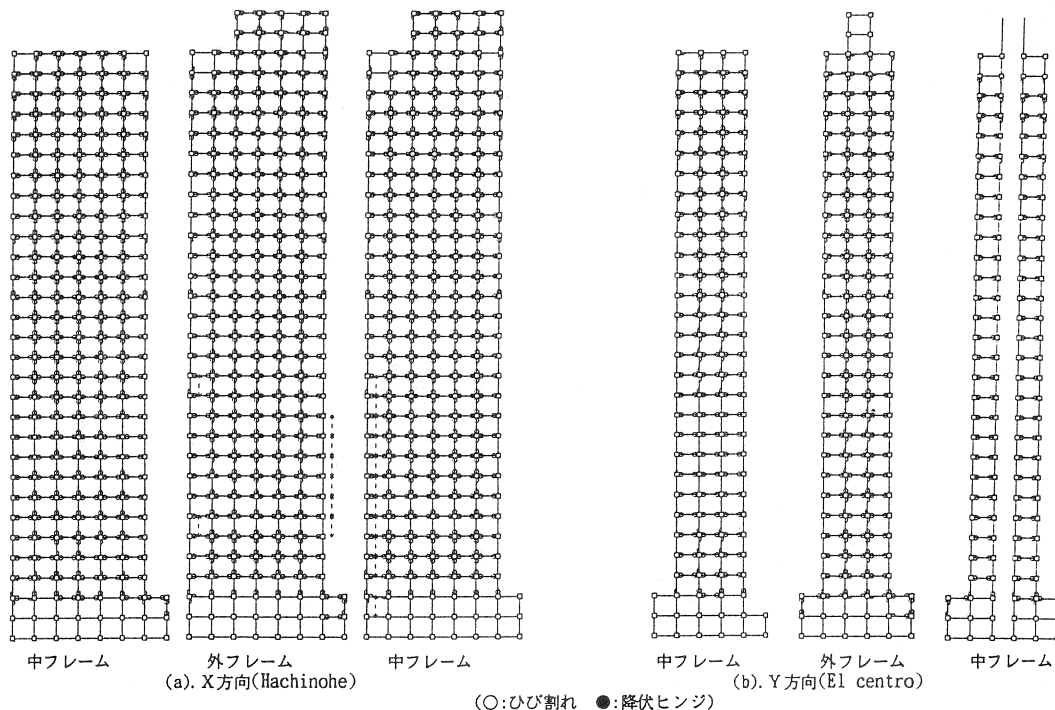 中フレーム 外フレーム 中フレーム
(a). X方向(Hachinohe)
中フレーム 外フレーム 中フレーム
(b). Y方向(El centro)
(○:ひび割れ ●:降伏ヒンジ)